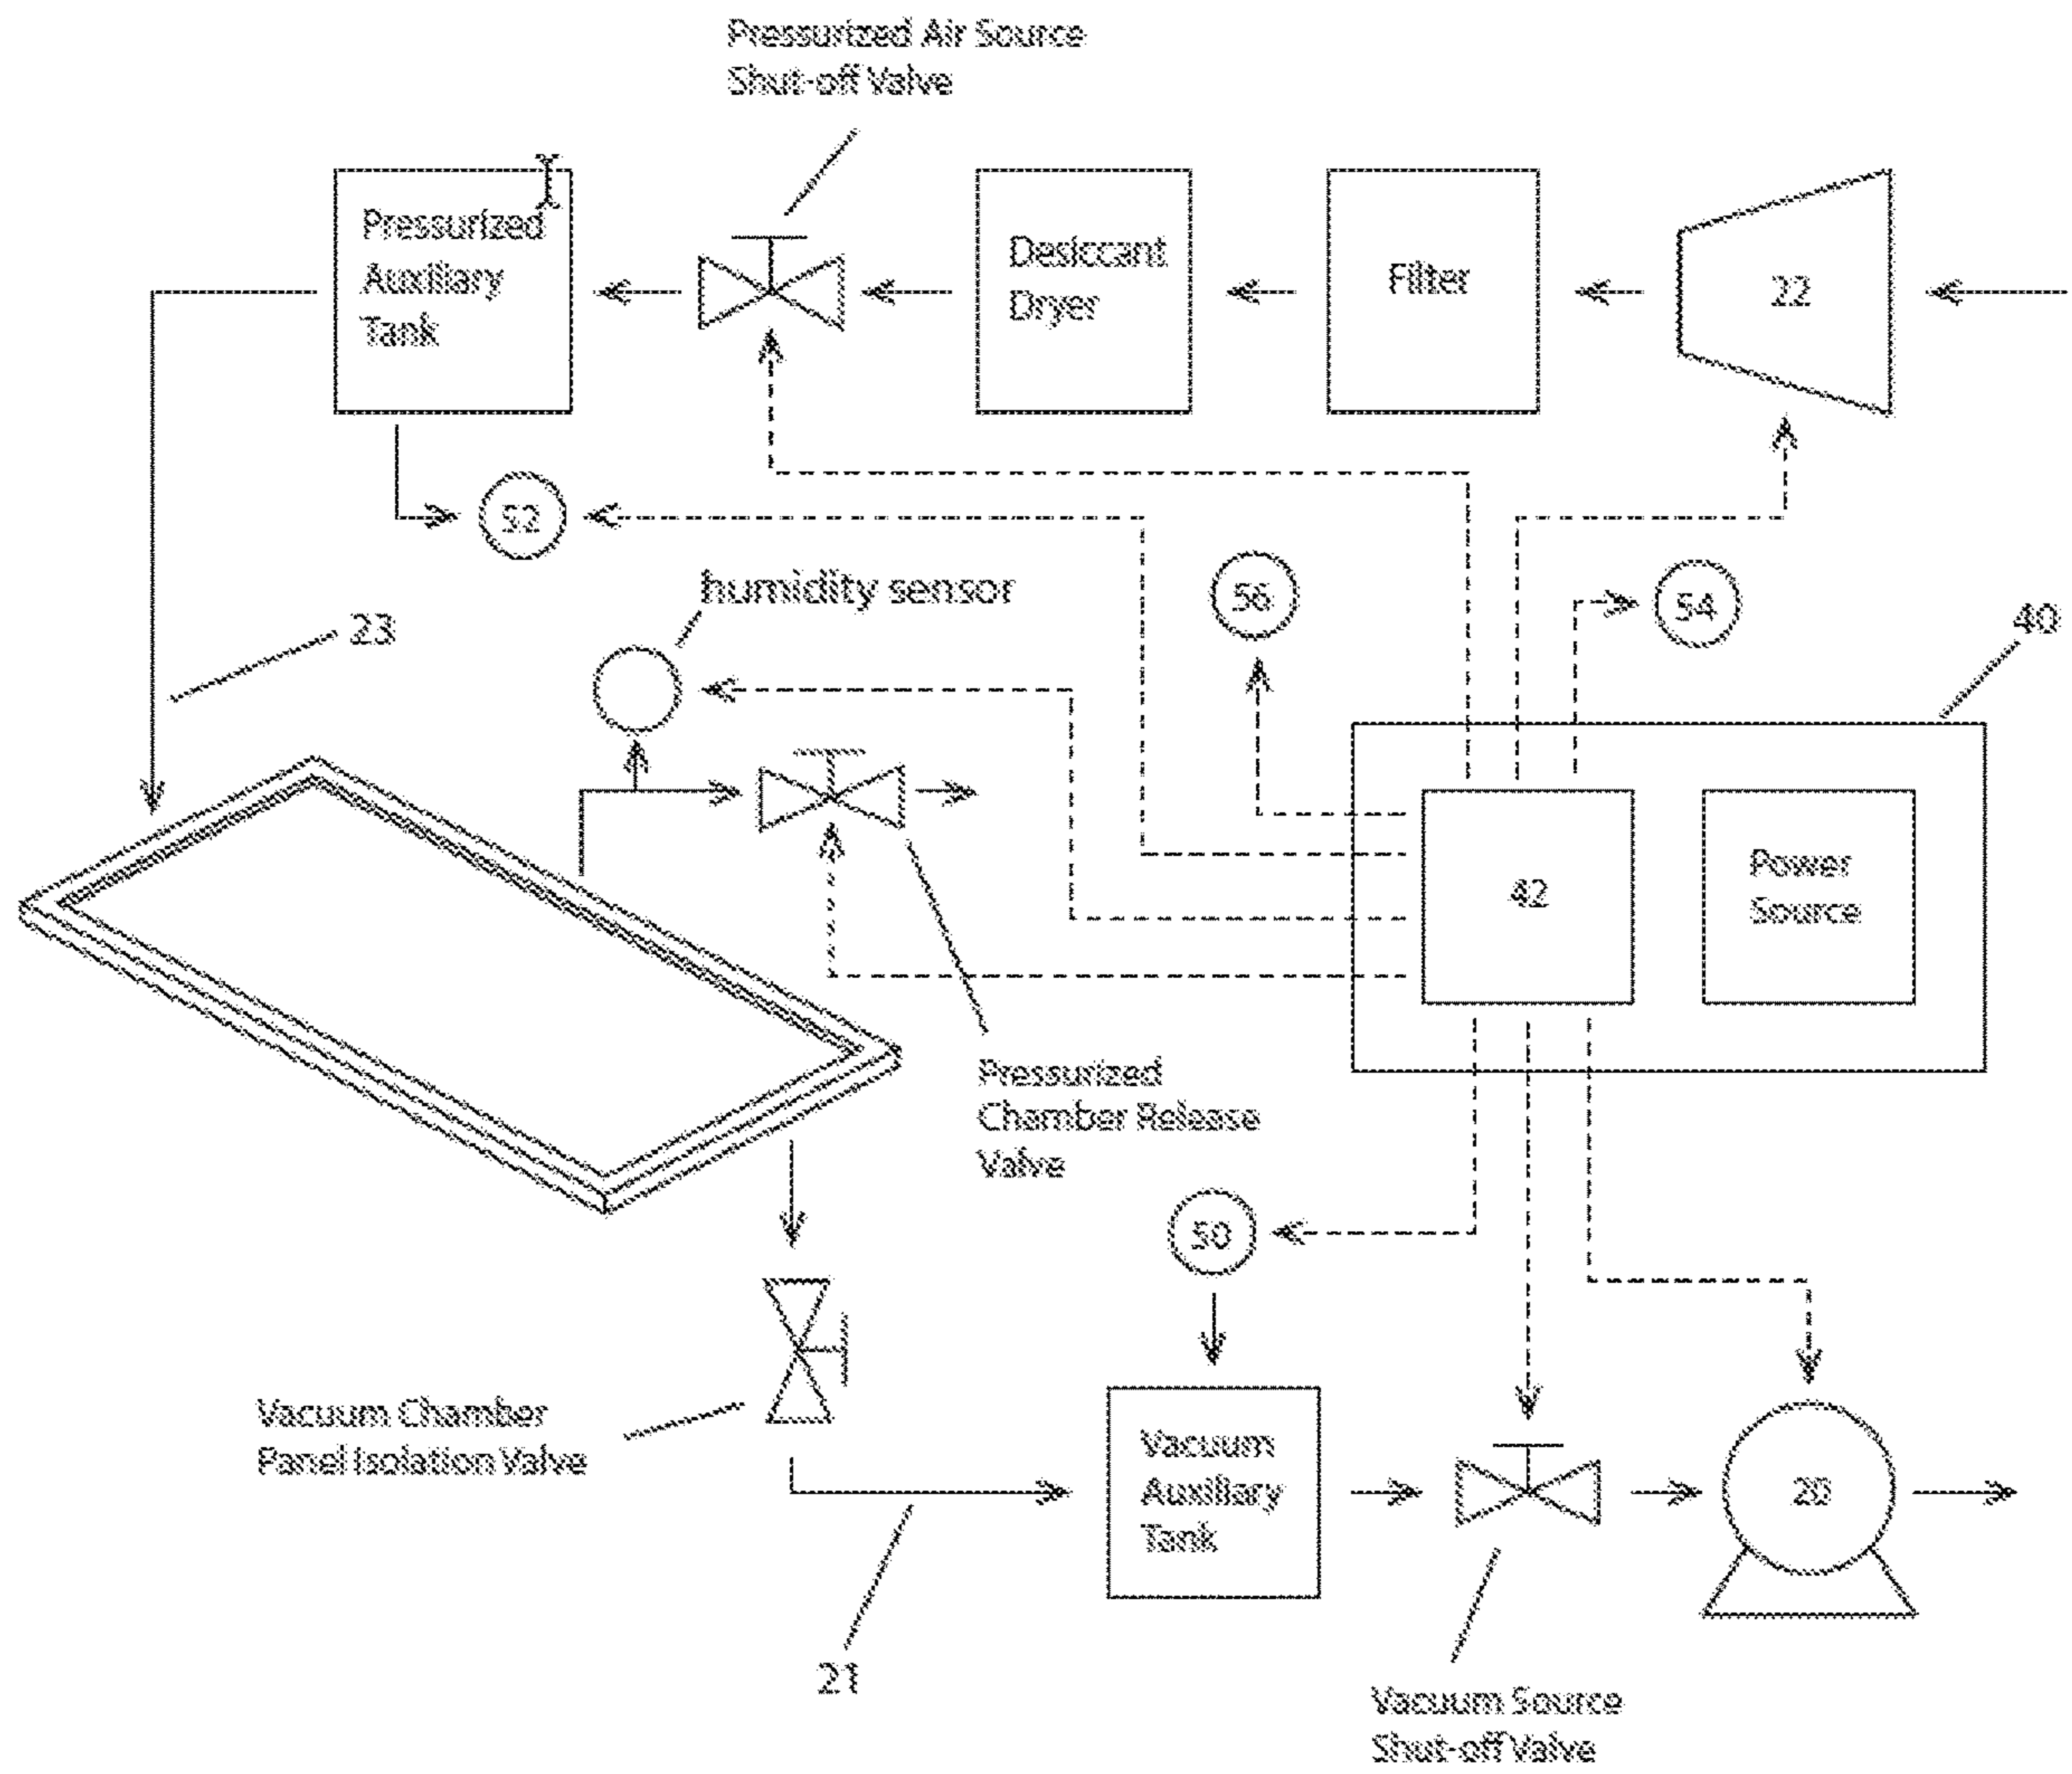 Pressurized Air Source
Shut-off Valve
Pressurized
Auxiliary
Tank
Desiccant
Dryer
Filter
22
52
humidity sensor
56
54
23
40
42
Power
Source
Pressurized
Chamber Release
Valve
50
Vacuum Chamber
Panel Isolation Valve
Vacuum
Auxiliary
Tank
20
21
Vacuum Source
Shut-off Valve